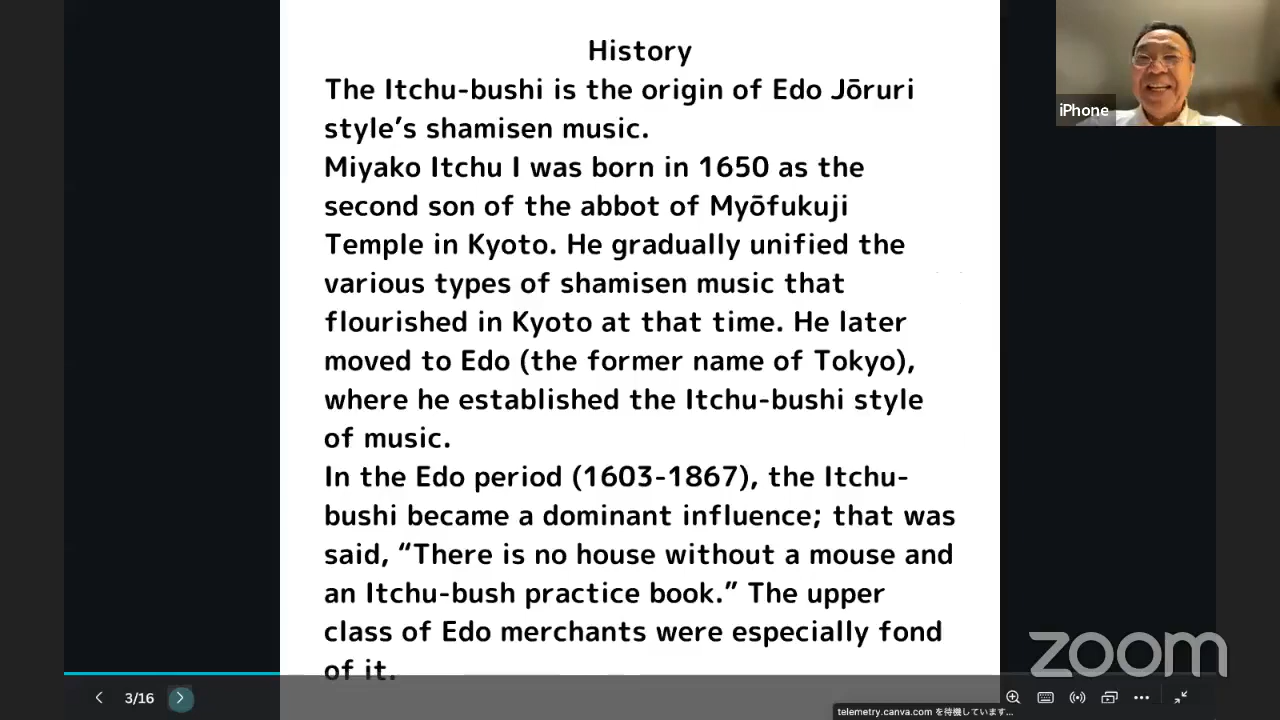 History
The Itchu-bushi is the origin of Edo Jōruri
style’s shamisen music.
Miyako Itchu I was born in 1650 as the
second son of the abbot of Myōfukuji
Temple in Kyoto. He gradually unified the
various types of shamisen music that
flourished in Kyoto at that time. He later
moved to Edo (the former name of Tokyo),
where he established the Itchu-bushi style
of music.
In the Edo period (1603-1867), the Itchu-
bushi became a dominant influence; that was
said, “There is no house without a mouse and
an Itchu-bush practice book.” The upper
class of Edo merchants were especially fond
of it.
iPhone
zoom
3/16
telemetry.canva.com を待機しています...